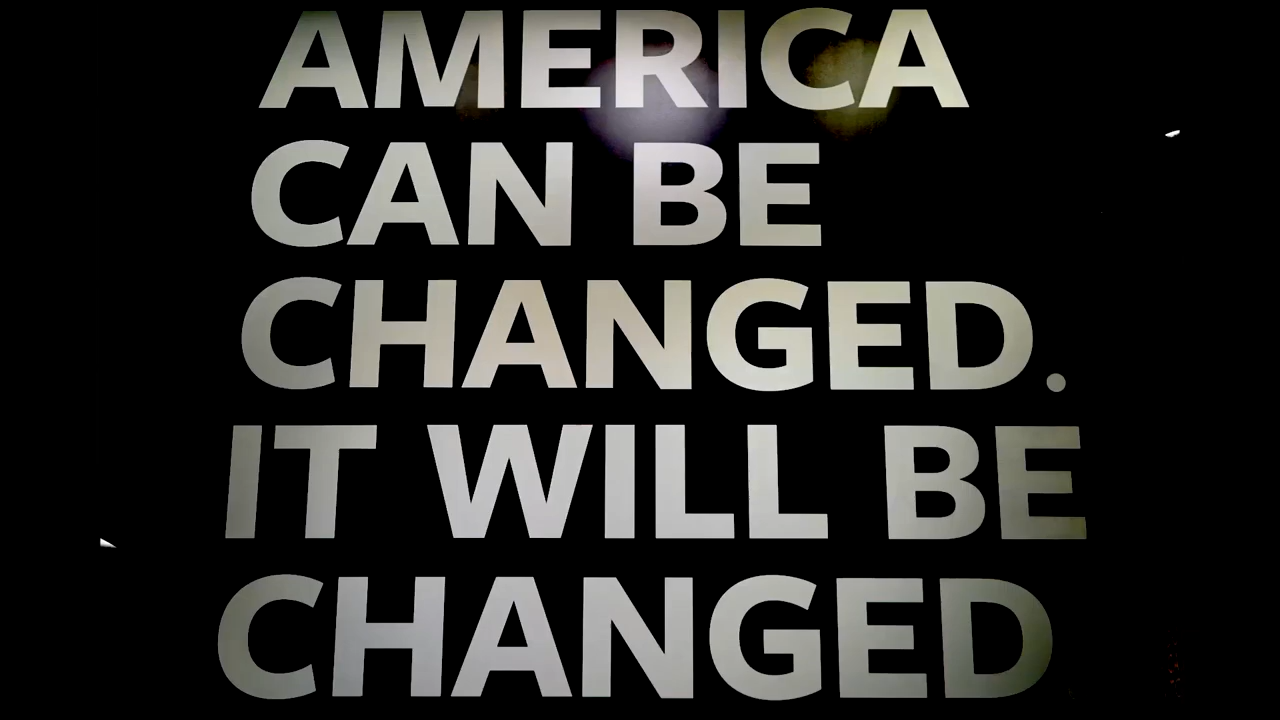 AMERICA
CAN BE
CHANGED.
IT WILL BE
CHANGED